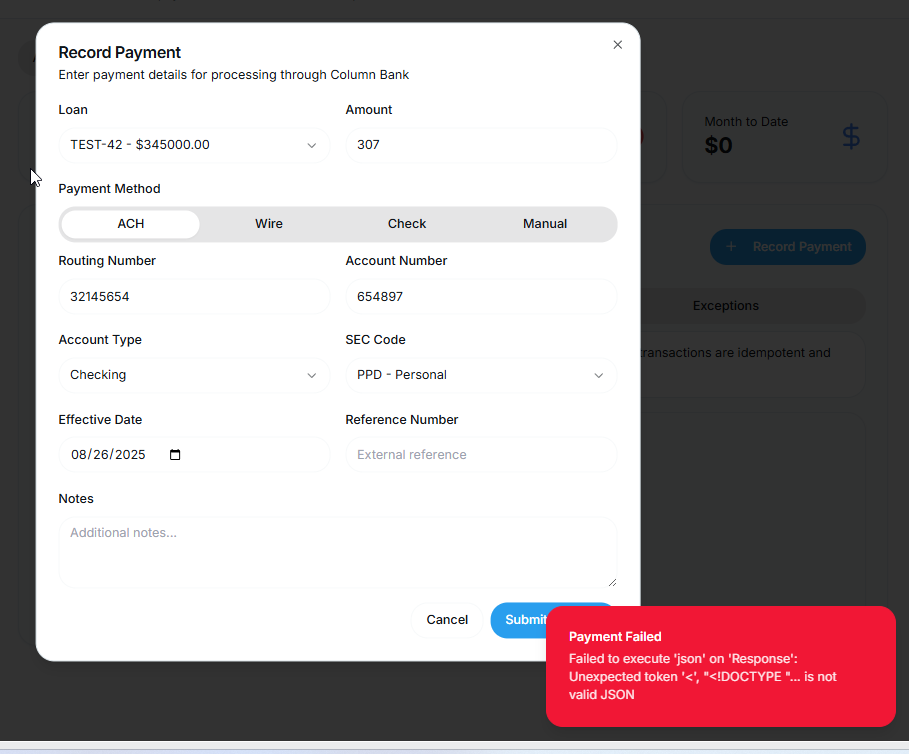 Record Payment
Enter payment details for processing through Column Bank
Loan
Amount
TEST-42 - $345000.00
307
Month to Date
$0
Payment Method
ACH
Wire
Check
Manual
+ Record Payment
Routing Number
Account Number
32145654
654897
Exceptions
Account Type
SEC Code
transactions are idempotent and
Checking
PPD - Personal
Effective Date
Reference Number
08/26/2025
External reference
Notes
Additional notes...
Cancel
Submit
Payment Failed
Failed to execute 'json' on 'Response':
Unexpected token '<', "<!DOCTYPE "... is not
valid JSON